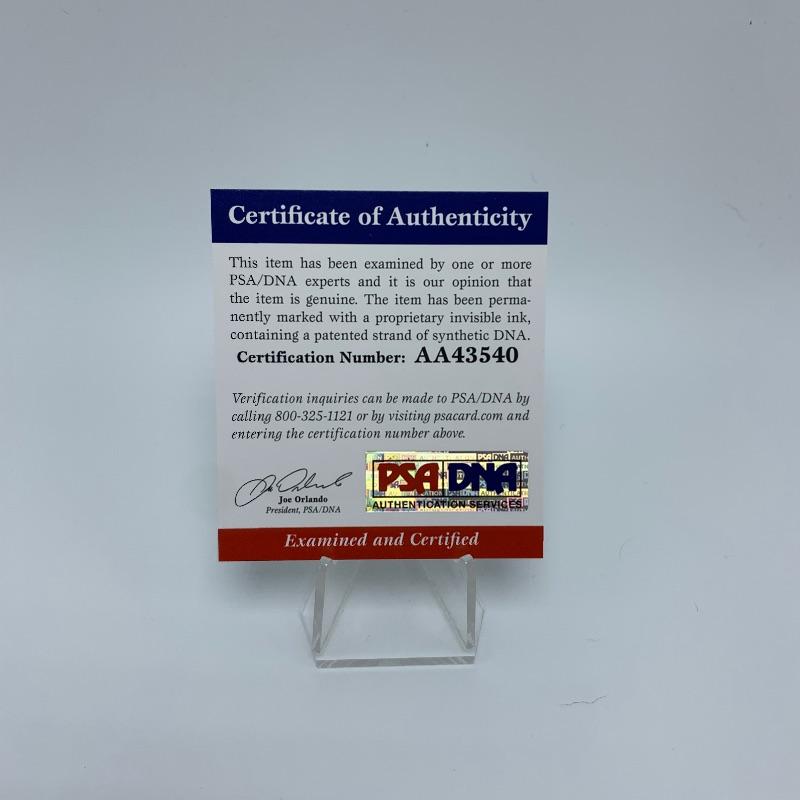 Certificate of Authenticity
This item has been examined by one or more
PSA/DNA experts and it is our opinion that
the item is genuine. The item has been perma-
nently marked with a proprietary invisible ink,
containing a patented strand of synthetic DNA.
Certification Number: AA43540
Verification inquiries can be made to PSA/DNA by
calling 800-325-1121 or by visiting psacard.com and
entering the certification number above.
Joe Orlando
President, PSA/DNA
PSA DNA
AUTHENTICATION SERVICES
Examined and Certified